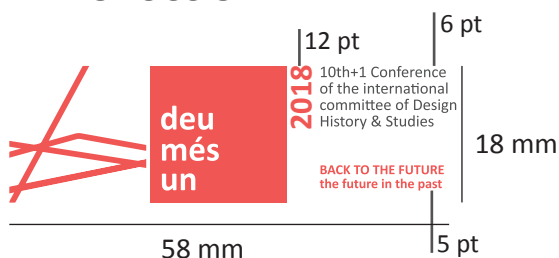 12 pt
6 pt
deu
més
un
2018
10th+1 Conference
of the international
committee of Design
History & Studies
BACK TO THE FUTURE
the future in the past
18 mm
58 mm
5 pt